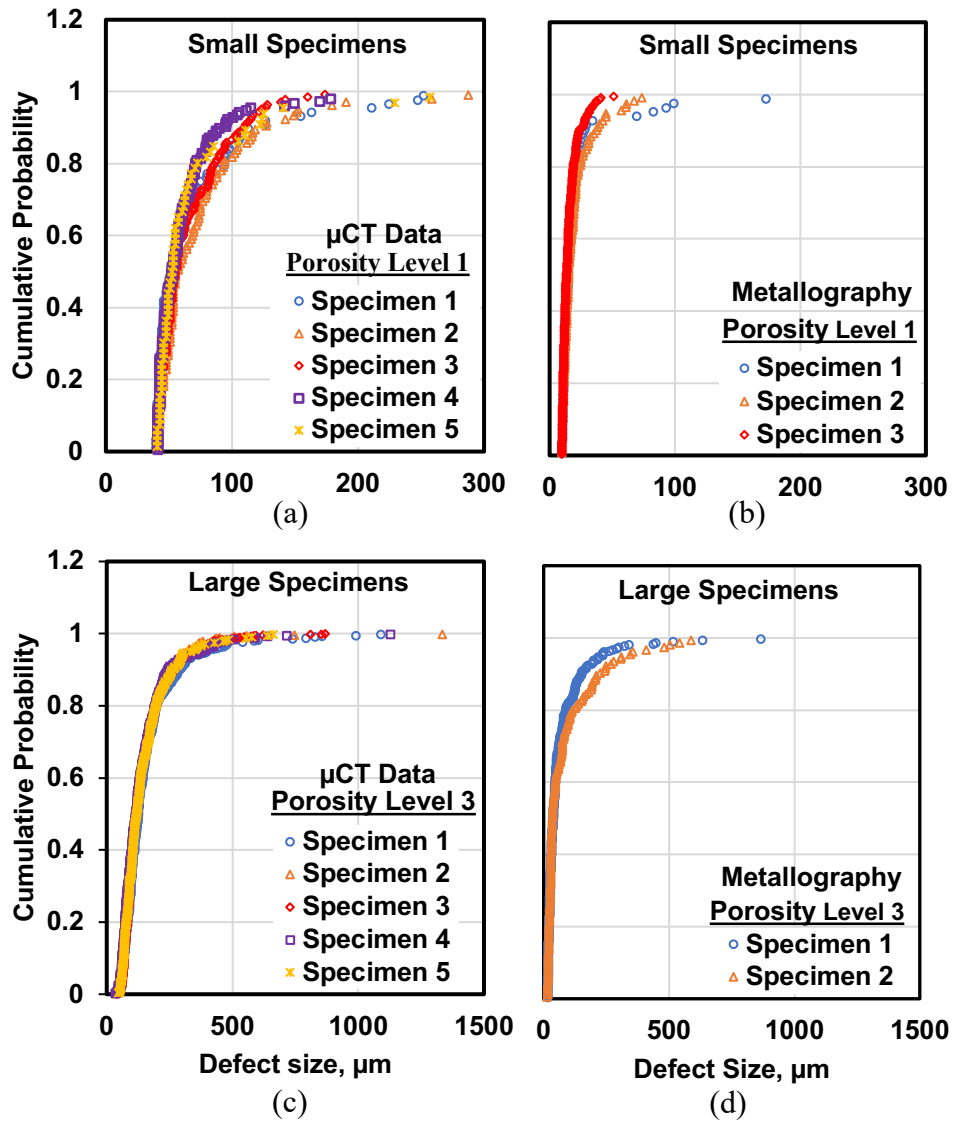 1.2
Small Specimens
1
0.8
0.6
0.4
0.2
0
Cumulative Probability
µCT Data
Porosity Level 1
Specimen 1
Specimen 2
Specimen 3
Specimen 4
Specimen 5
0 100 200 300
(a)
Small Specimens
Metallography
Porosity Level 1
Specimen 1
Specimen 2
Specimen 3
0 100 200 300
(b)
1.2
Large Specimens
1
0.8
0.6
0.4
0.2
0
Cumulative Probability
µCT Data
Porosity Level 3
Specimen 1
Specimen 2
Specimen 3
Specimen 4
Specimen 5
0 500 1000 1500
Defect size, µm
(c)
Large Specimens
Metallography
Porosity Level 3
Specimen 1
Specimen 2
0 500 1000 1500
Defect Size, µm
(d)